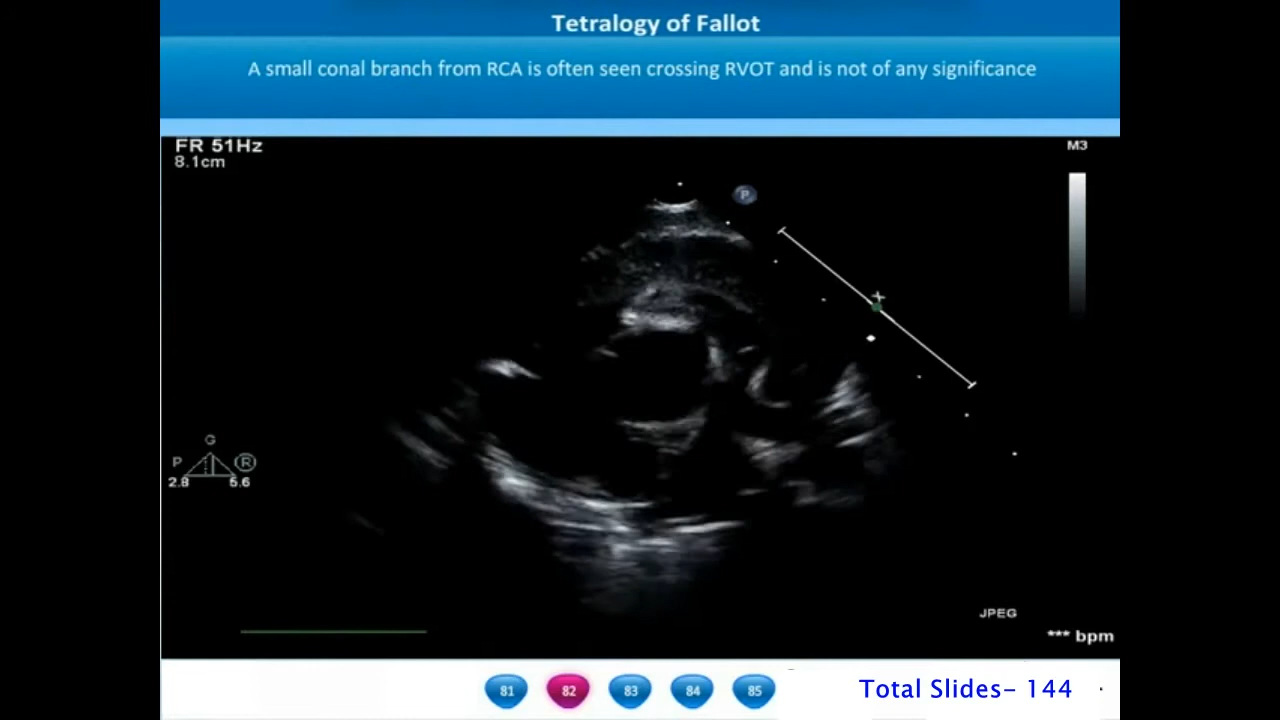 Tetralogy of Fallot
A small conal branch from RCA is often seen crossing RVOT and is not of any significance
FR 51Hz
8.1cm
M3
P
G
P R
2.8 5.6
JPEG
*** bpm
81 82 83 84 85
Total Slides- 144